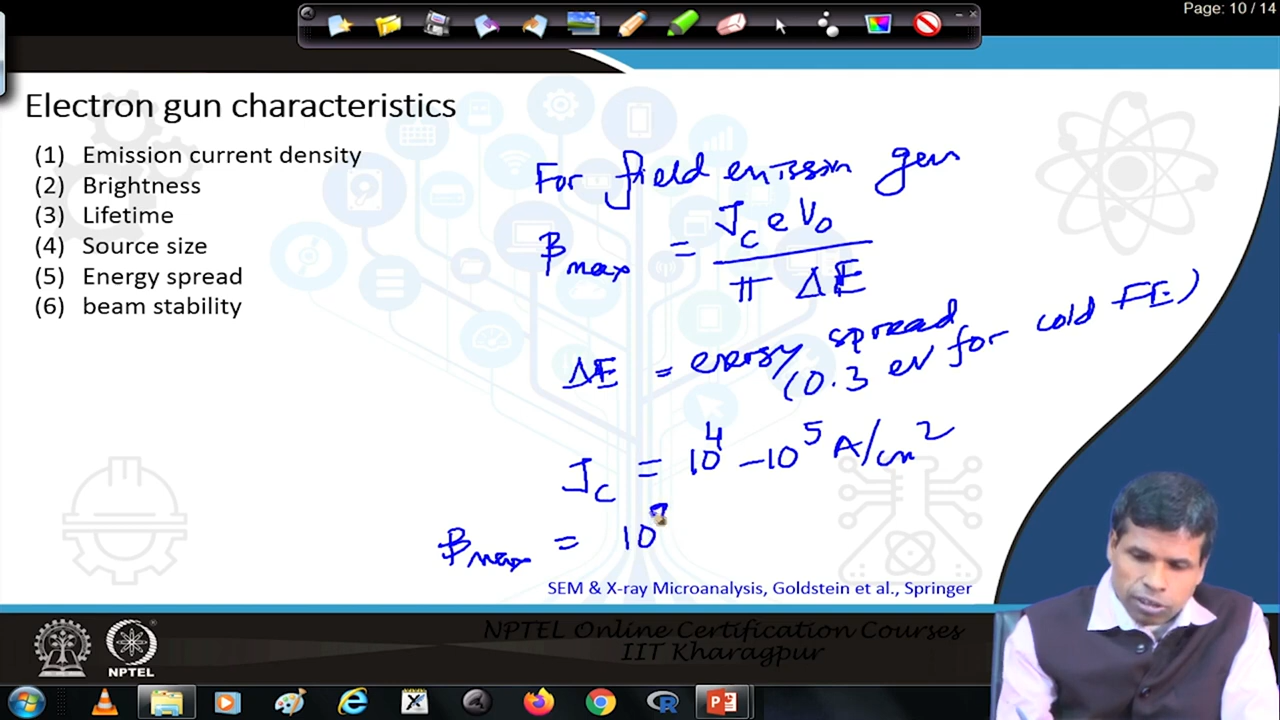 Page: 10 / 14
Electron gun characteristics
(1) Emission current density
(2) Brightness
(3) Lifetime
(4) Source size
(5) Energy spread
(6) beam stability
For field emission gun
βmax = Jc e V0 / π ΔE
ΔE = energy spread
(0.3 eV for cold FE)
Jc = 10^4 - 10^5 A/cm^2
βmax = 10
SEM & X-ray Microanalysis, Goldstein et al., Springer
NPTEL Online Certification Courses
IIT Kharagpur
NPTEL